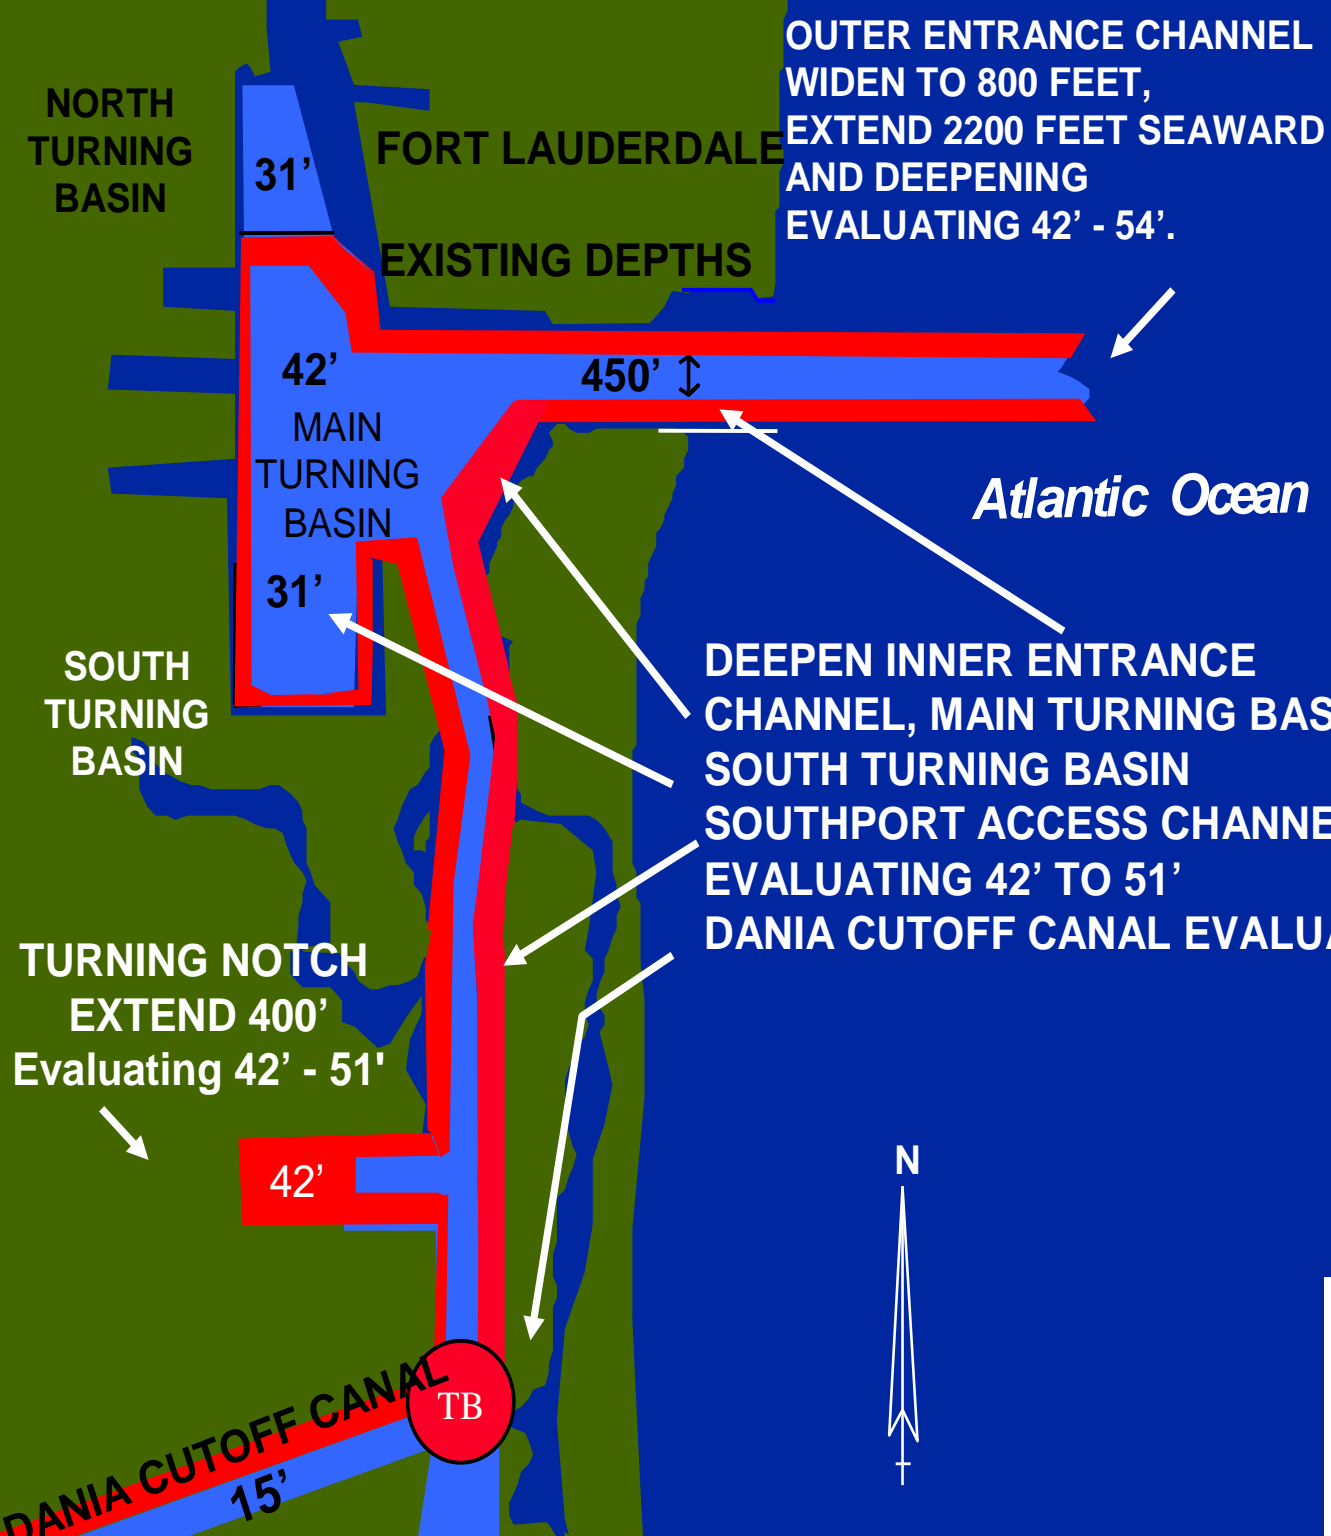 OUTER ENTRANCE CHANNEL
WIDEN TO 800 FEET,
EXTEND 2200 FEET SEAWARD
AND DEEPENING
EVALUATING 42’ - 54’.
NORTH
TURNING
BASIN
31’
FORT LAUDERDALE
EXISTING DEPTHS
42’
MAIN
TURNING
BASIN
450’
31’
Atlantic Ocean
SOUTH
TURNING
BASIN
DEEPEN INNER ENTRANCE
CHANNEL, MAIN TURNING BAS
SOUTH TURNING BASIN
SOUTHPORT ACCESS CHANNE
EVALUATING 42’ TO 51’
DANIA CUTOFF CANAL EVALUA
TURNING NOTCH
EXTEND 400’
Evaluating 42’ - 51'
42’
N
TB
DANIA CUTOFF CANAL
15’